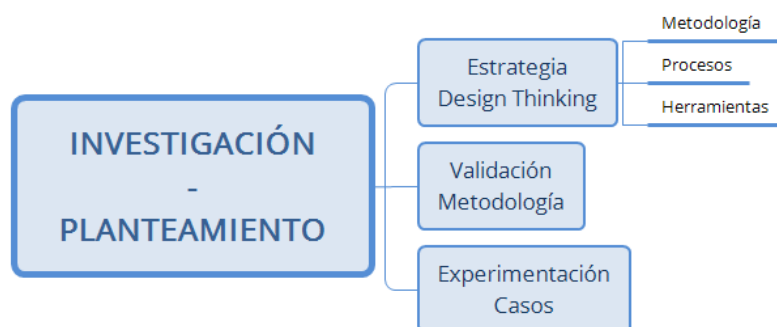 INVESTIGACIÓN
-
PLANTEAMIENTO
Estrategia
Design Thinking
Metodología
Procesos
Herramientas
Validación
Metodología
Experimentación
Casos